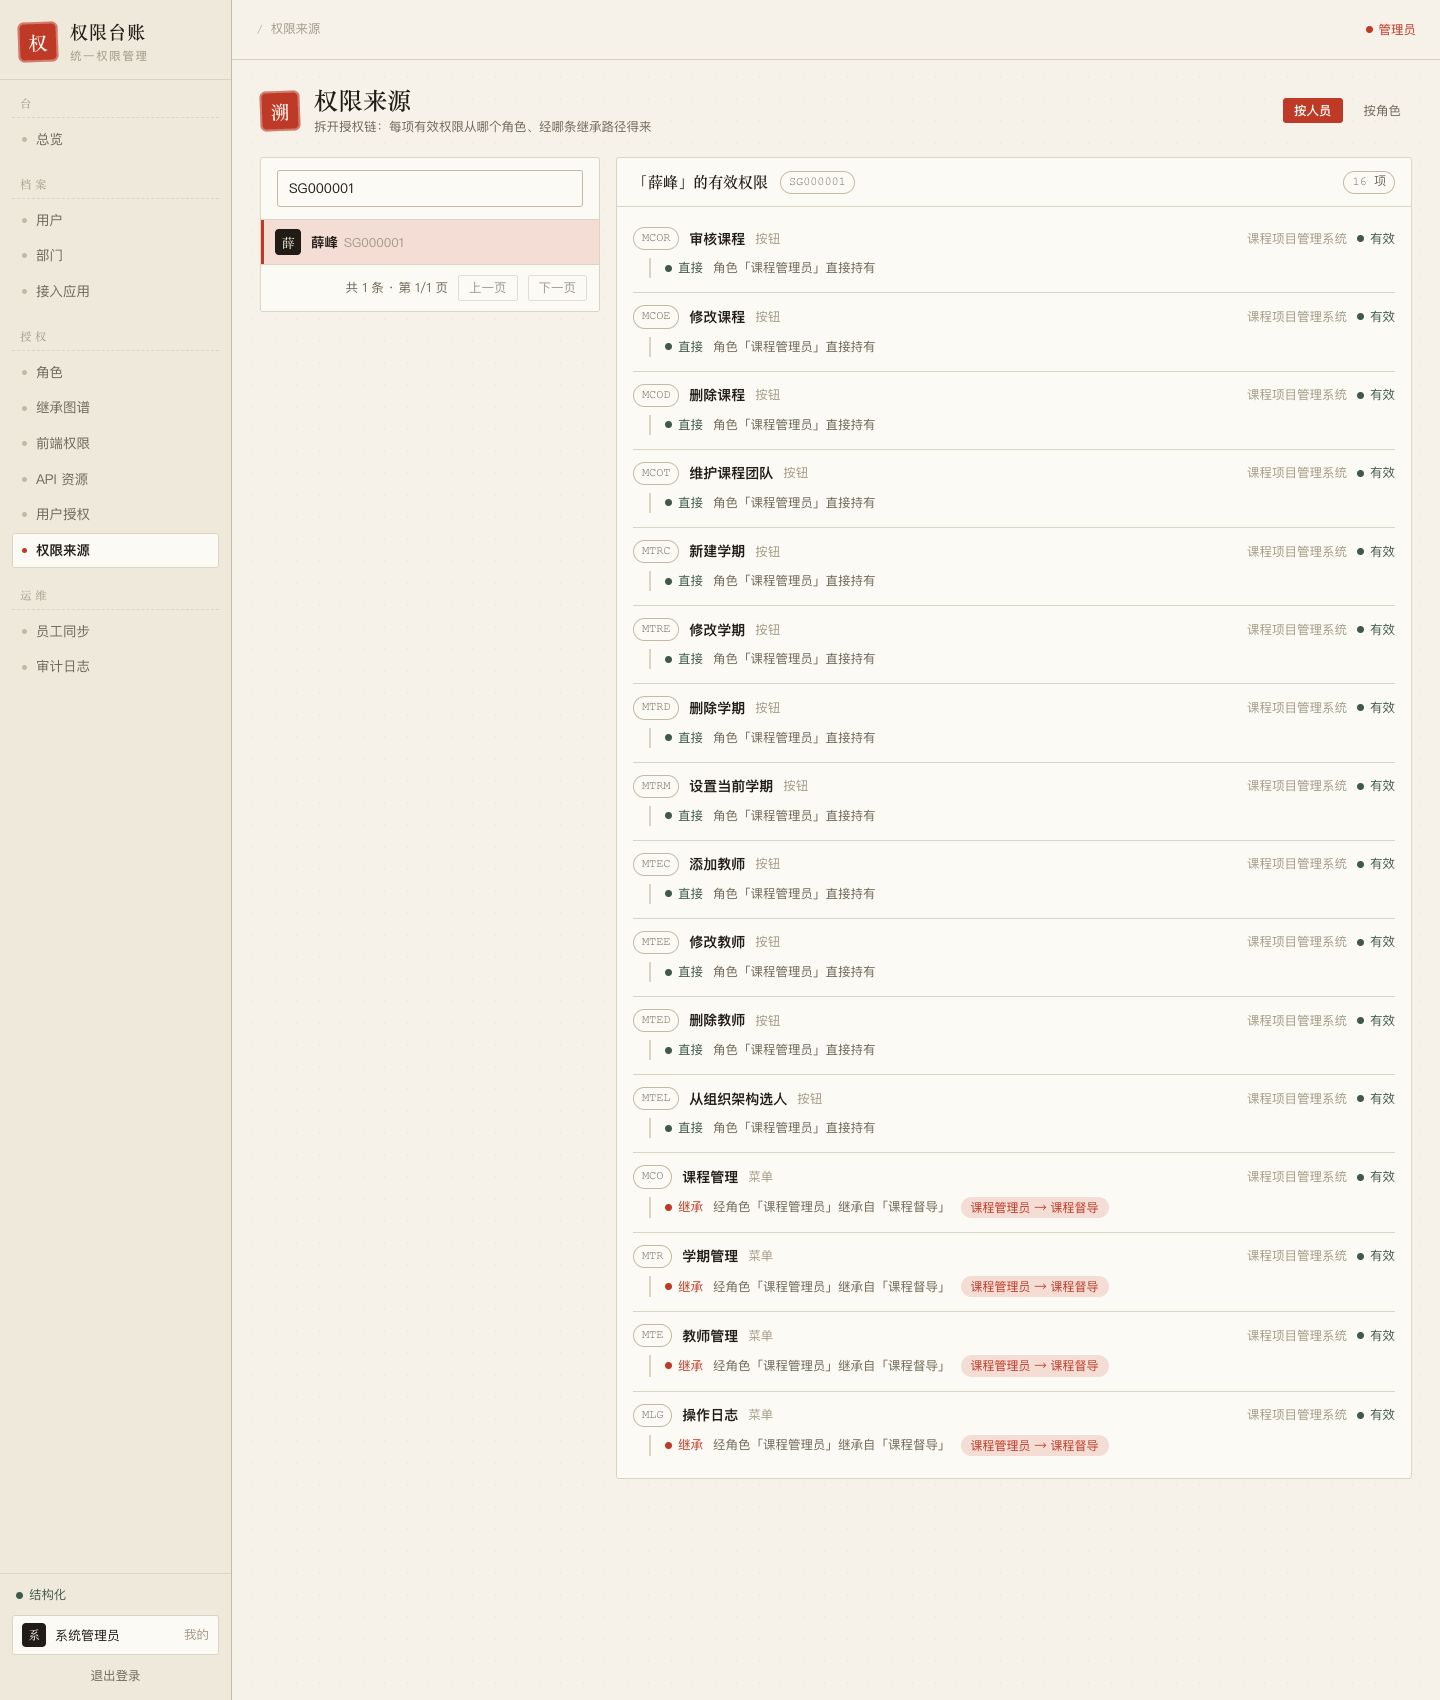 权
权限台账
统一权限管理
台
总览
档案
用户
部门
接入应用
授权
角色
继承图谱
前端权限
API 资源
用户授权
权限来源
运维
员工同步
审计日志
结构化
系
系统管理员
我的
退出登录
/ 权限来源
管理员
溯
权限来源
拆开授权链：每项有效权限从哪个角色、经哪条继承路径得来
按人员
按角色
SG000001
薛
薛峰 SG000001
共 1 条 · 第 1/1 页
上一页
下一页
「薛峰」的有效权限 SG000001 16 项
MCOR 审核课程 按钮 课程项目管理系统 有效
直接 角色「课程管理员」直接持有
MCOE 修改课程 按钮 课程项目管理系统 有效
直接 角色「课程管理员」直接持有
MCOD 删除课程 按钮 课程项目管理系统 有效
直接 角色「课程管理员」直接持有
MCOT 维护课程团队 按钮 课程项目管理系统 有效
直接 角色「课程管理员」直接持有
MTRC 新建学期 按钮 课程项目管理系统 有效
直接 角色「课程管理员」直接持有
MTRE 修改学期 按钮 课程项目管理系统 有效
直接 角色「课程管理员」直接持有
MTRD 删除学期 按钮 课程项目管理系统 有效
直接 角色「课程管理员」直接持有
MTRM 设置当前学期 按钮 课程项目管理系统 有效
直接 角色「课程管理员」直接持有
MTEC 添加教师 按钮 课程项目管理系统 有效
直接 角色「课程管理员」直接持有
MTEE 修改教师 按钮 课程项目管理系统 有效
直接 角色「课程管理员」直接持有
MTED 删除教师 按钮 课程项目管理系统 有效
直接 角色「课程管理员」直接持有
MTEL 从组织架构选人 按钮 课程项目管理系统 有效
直接 角色「课程管理员」直接持有
MCO 课程管理 菜单 课程项目管理系统 有效
继承 经角色「课程管理员」继承自「课程督导」 课程管理员 → 课程督导
MTR 学期管理 菜单 课程项目管理系统 有效
继承 经角色「课程管理员」继承自「课程督导」 课程管理员 → 课程督导
MTE 教师管理 菜单 课程项目管理系统 有效
继承 经角色「课程管理员」继承自「课程督导」 课程管理员 → 课程督导
MLG 操作日志 菜单 课程项目管理系统 有效
继承 经角色「课程管理员」继承自「课程督导」 课程管理员 → 课程督导